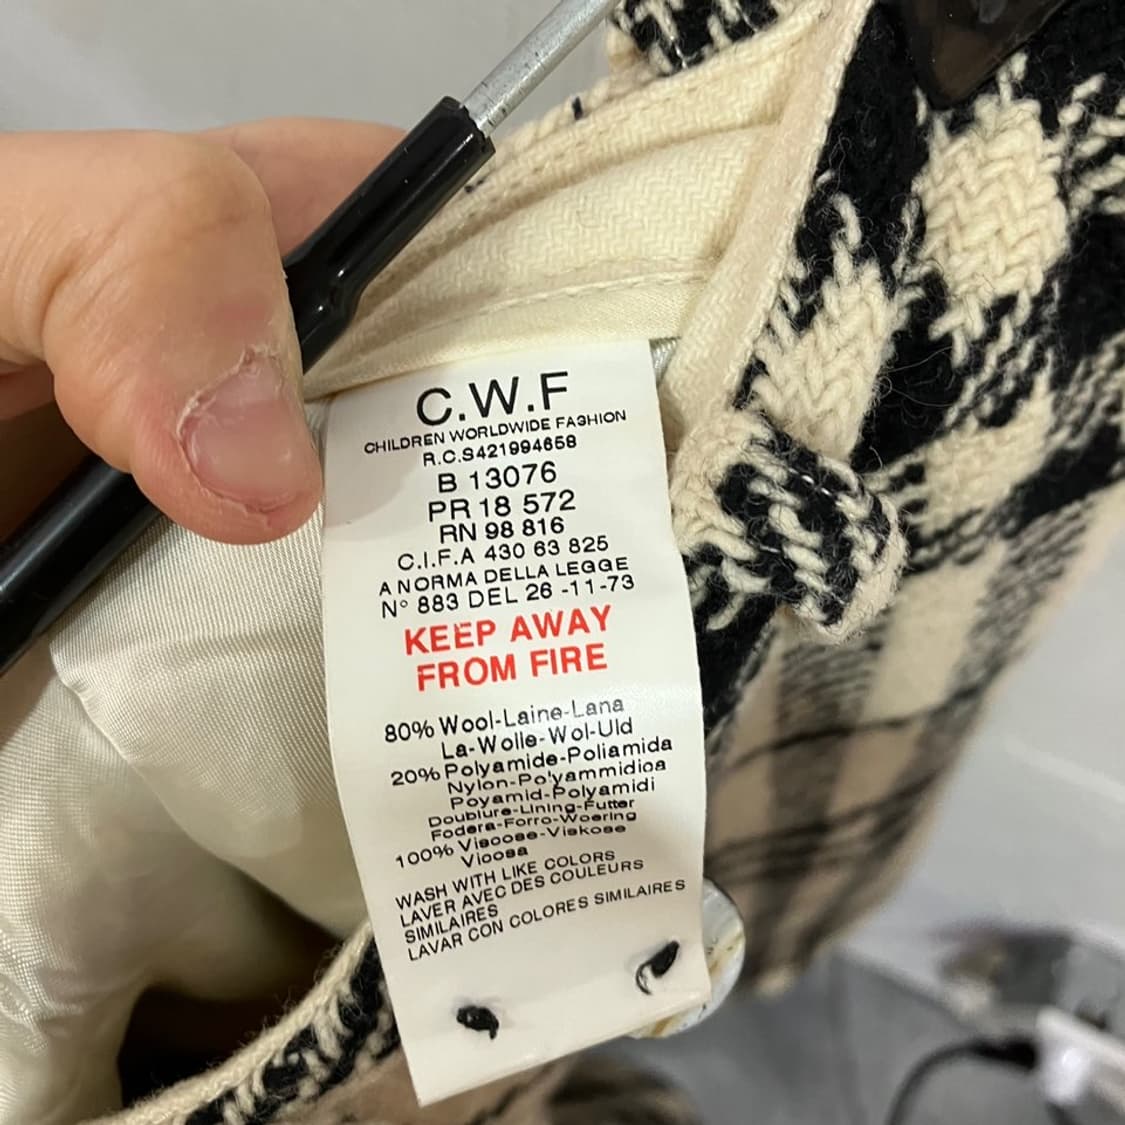 C.W.F
CHILDREN WORLDWIDE FASHION
R.C.S421994658
B 13076
PR 18 572
RN 98 816
C.I.F.A 430 63 825
A NORMA DELLA LEGGE
N° 883 DEL 26 -11-73
KEEP AWAY
FROM FIRE
80% Wool-Laine-Lana
La-Wolle-Wol-Uld
20% Polyamide-Poliamida
Nylon-Polyammidica
Poyamid-Polyamidi
Doublure-Lining-Futter
Fodera-Forro-Woering
100% Viscose-Viskose
Vicosa
WASH WITH LIKE COLORS
LAVER AVEC DES COULEURS
SIMILAIRES
LAVAR CON COLORES SIMILAIRES